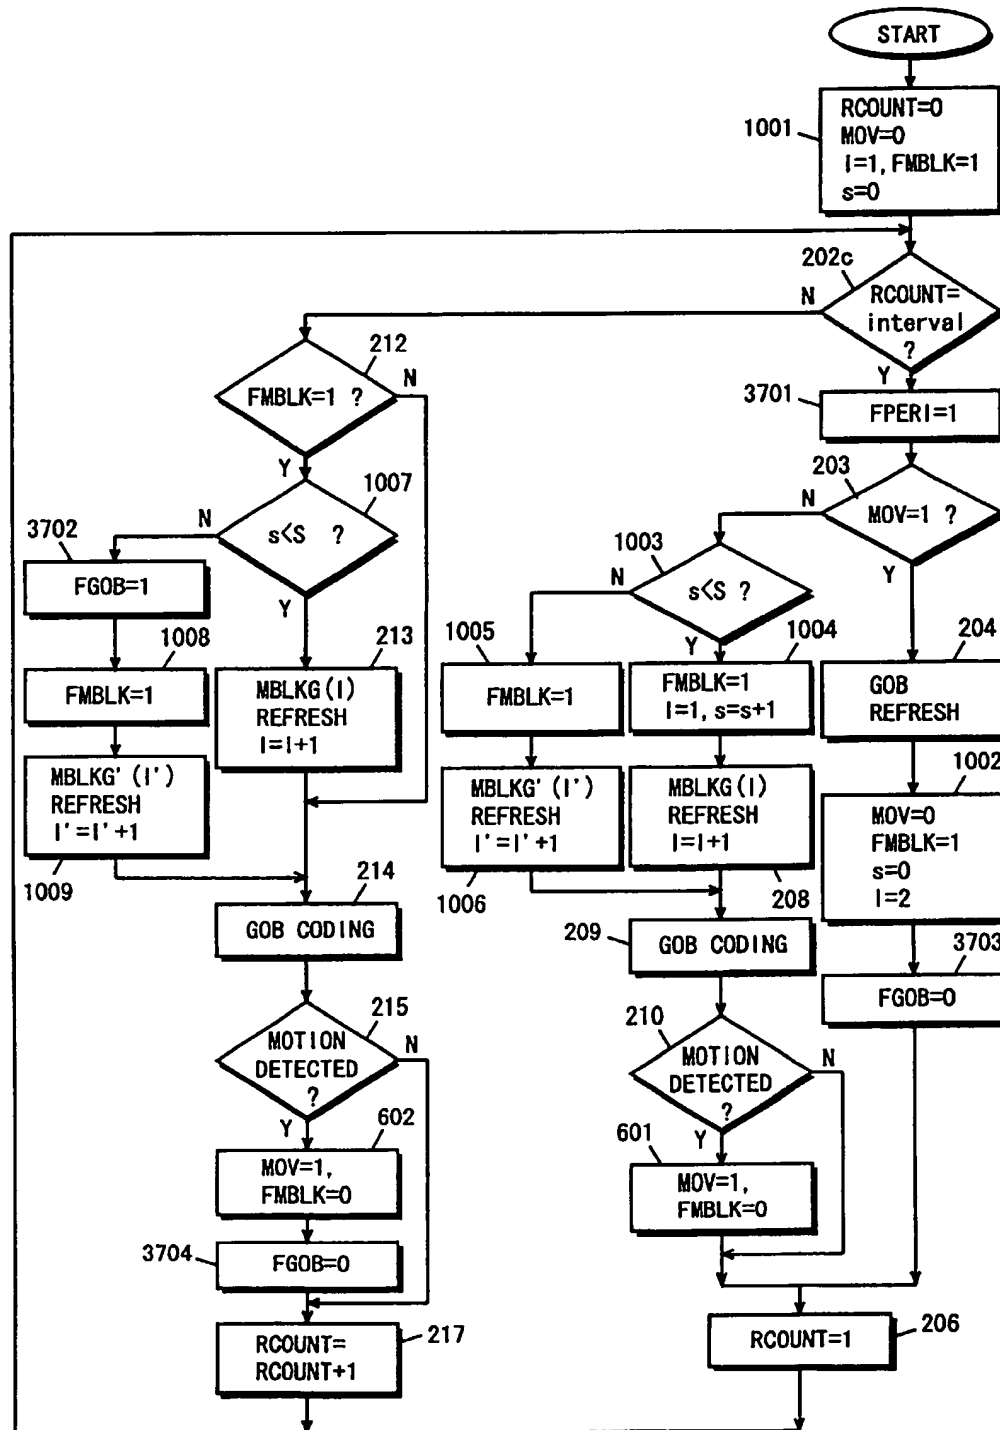 START
1001
RCOUNT=0
MOV=0
I=1, FMBLK=1
s=0
202c
N
RCOUNT=
interval
?
Y
212
FMBLK=1 ?
N
Y
3701
FPERI=1
203
N
MOV=1 ?
Y
1007
N
s<S ?
Y
3702
FGOB=1
1003
N
s<S ?
Y
1008
FMBLK=1
213
MBLKG(I)
REFRESH
I=I+1
1005
FMBLK=1
1004
FMBLK=1
I=1, s=s+1
204
GOB
REFRESH
MBLKG'(I')
REFRESH
I'=I'+1
1009
MBLKG'(I')
REFRESH
I'=I'+1
1006
MBLKG(I)
REFRESH
I=I+1
208
1002
MOV=0
FMBLK=1
s=0
I=2
214
GOB CODING
209
GOB CODING
3703
FGOB=0
215
MOTION
DETECTED
?
N
Y
210
MOTION
DETECTED
?
N
Y
602
MOV=1,
FMBLK=0
601
MOV=1,
FMBLK=0
3704
FGOB=0
RCOUNT=
RCOUNT+1
217
RCOUNT=1
206